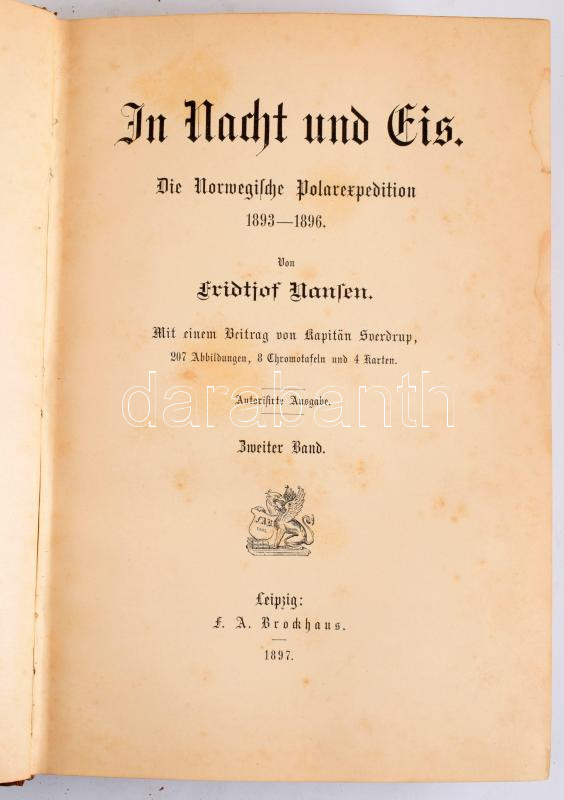 In Nacht und Eis.
Die Norwegische Polarexpedition
1893—1896.
Von
Fridtjof Nansen.
Mit einem Beitrag von Kapitän Sverdrup,
207 Abbildungen, 8 Chromotafeln und 4 Karten.
Autorisirte Ausgabe.
darabanth
Zweiter Band.
F.A.B.
Leipzig:
F. A. Brockhaus.
1897.